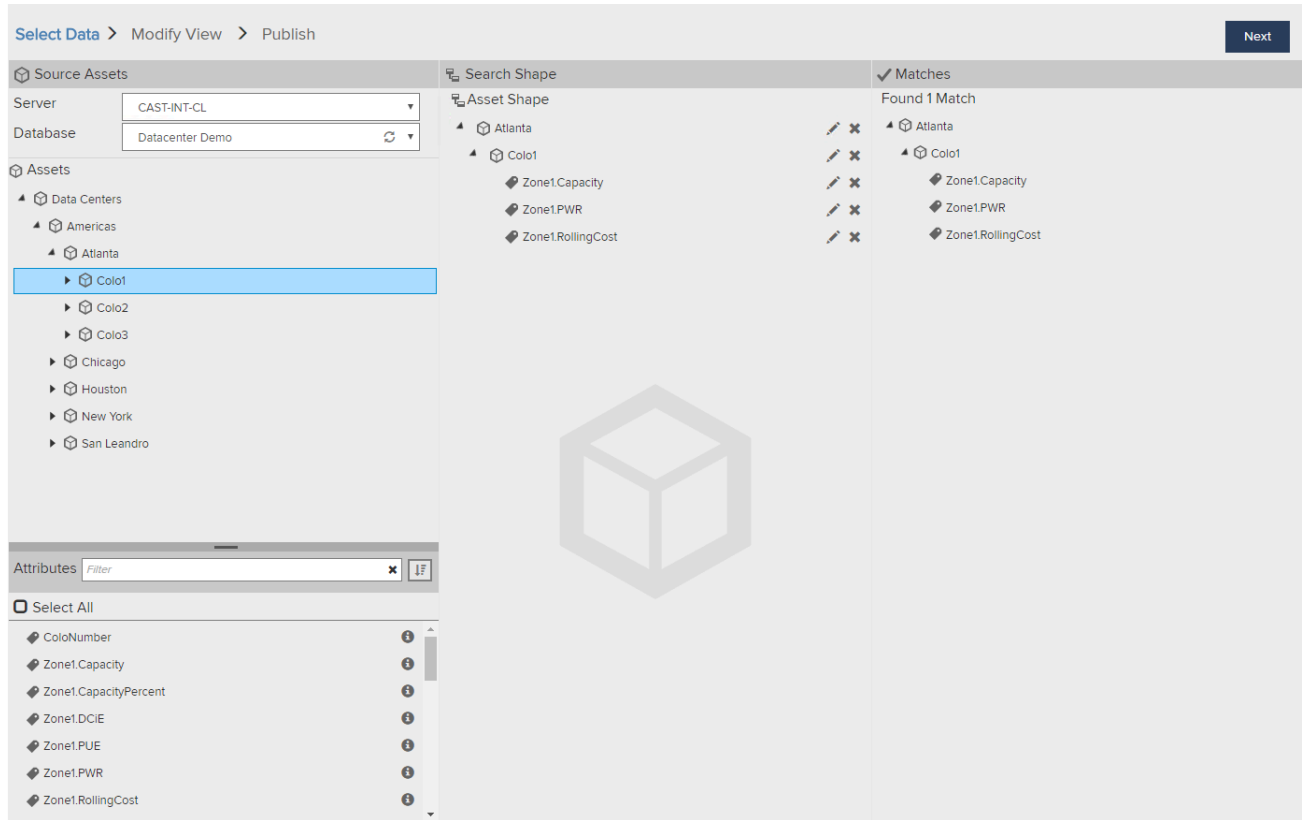 Select Data > Modify View > Publish
Next
Source Assets
Server CAST-INT-CL
Database Datacenter Demo
Assets
Data Centers
Americas
Atlanta
Colo1
Colo2
Colo3
Chicago
Houston
New York
San Leandro
Attributes Filter
Select All
ColoNumber
Zone1.Capacity
Zone1.CapacityPercent
Zone1.DCiE
Zone1.PUE
Zone1.PWR
Zone1.RollingCost
Search Shape
Asset Shape
Atlanta
Colo1
Zone1.Capacity
Zone1.PWR
Zone1.RollingCost
Matches
Found 1 Match
Atlanta
Colo1
Zone1.Capacity
Zone1.PWR
Zone1.RollingCost